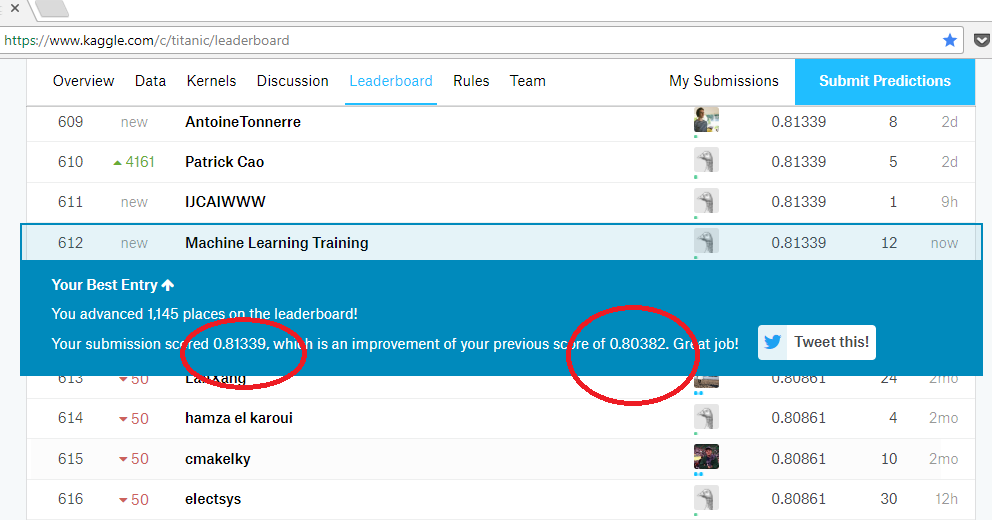 https://www.kaggle.com/c/titanic/leaderboard
Overview Data Kernels Discussion Leaderboard Rules Team My Submissions Submit Predictions
609 new AntoineTonnerre 0.81339 8 2d
610 4161 Patrick Cao 0.81339 5 2d
611 new IJCAIWWW 0.81339 1 9h
612 new Machine Learning Training 0.81339 12 now
Your Best Entry
You advanced 1,145 places on the leaderboard!
Your submission scored 0.81339, which is an improvement of your previous score of 0.80382. Great job! Tweet this!
613 50 LanXang 0.80861 24 2mo
614 50 hamza el karoui 0.80861 4 2mo
615 50 cmakelky 0.80861 10 2mo
616 50 electsys 0.80861 30 12h